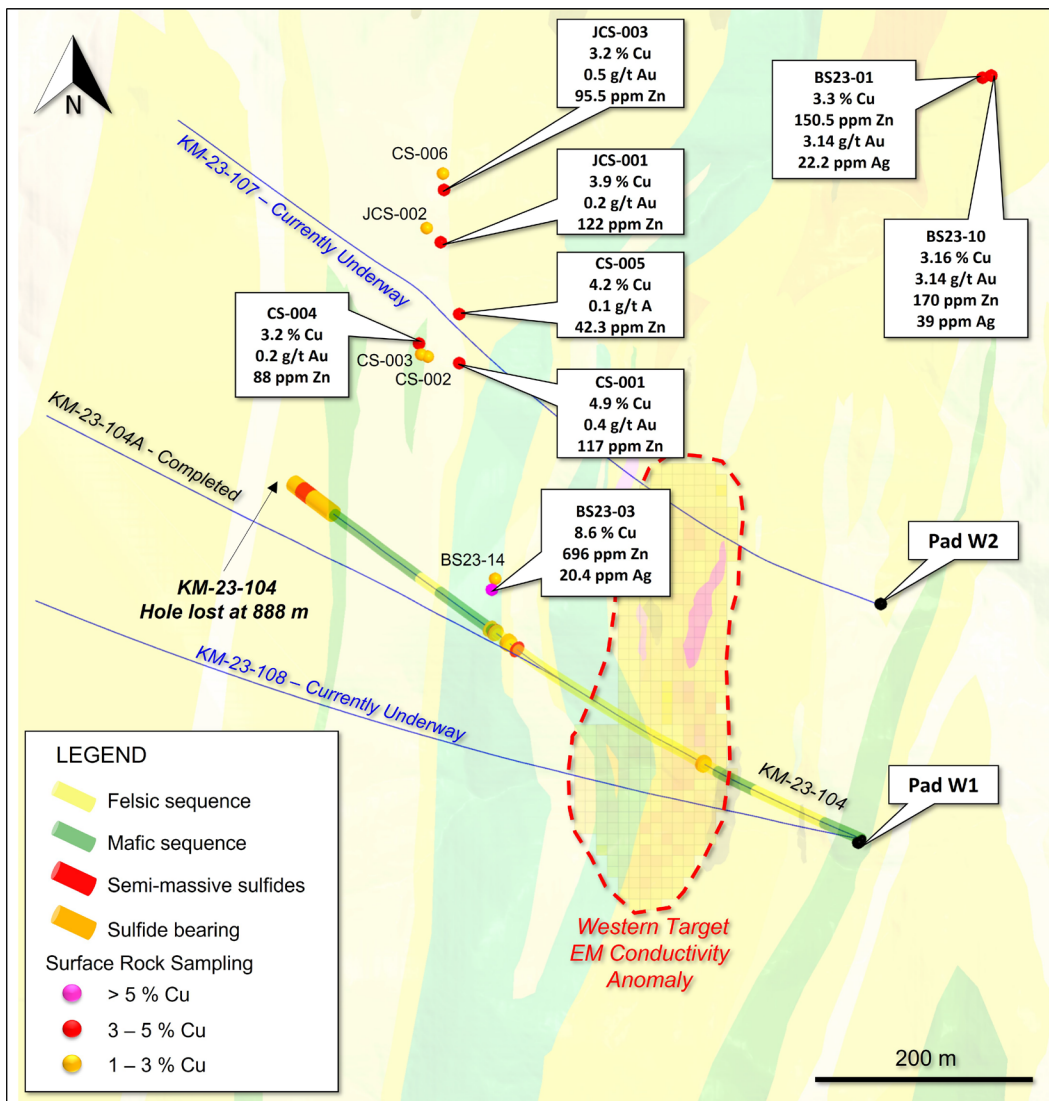 JCS-003
3.2 % Cu
0.5 g/t Au
95.5 ppm Zn
BS23-01
3.3 % Cu
150.5 ppm Zn
3.14 g/t Au
22.2 ppm Ag
N
KM-23-107 – Currently Underway
CS-006
JCS-001
3.9 % Cu
0.2 g/t Au
122 ppm Zn
JCS-002
BS23-10
3.16 % Cu
3.14 g/t Au
170 ppm Zn
39 ppm Ag
CS-005
4.2 % Cu
0.1 g/t A
42.3 ppm Zn
CS-004
3.2 % Cu
0.2 g/t Au
88 ppm Zn
CS-003
CS-002
CS-001
4.9 % Cu
0.4 g/t Au
117 ppm Zn
KM-23-104A - Completed
BS23-03
8.6 % Cu
696 ppm Zn
20.4 ppm Ag
Pad W2
BS23-14
KM-23-104
Hole lost at 888 m
KM-23-108 – Currently Underway
KM-23-104
Pad W1
LEGEND
Felsic sequence
Mafic sequence
Semi-massive sulfides
Sulfide bearing
Surface Rock Sampling
> 5 % Cu
3 – 5 % Cu
1 – 3 % Cu
Western Target
EM Conductivity
Anomaly
200 m